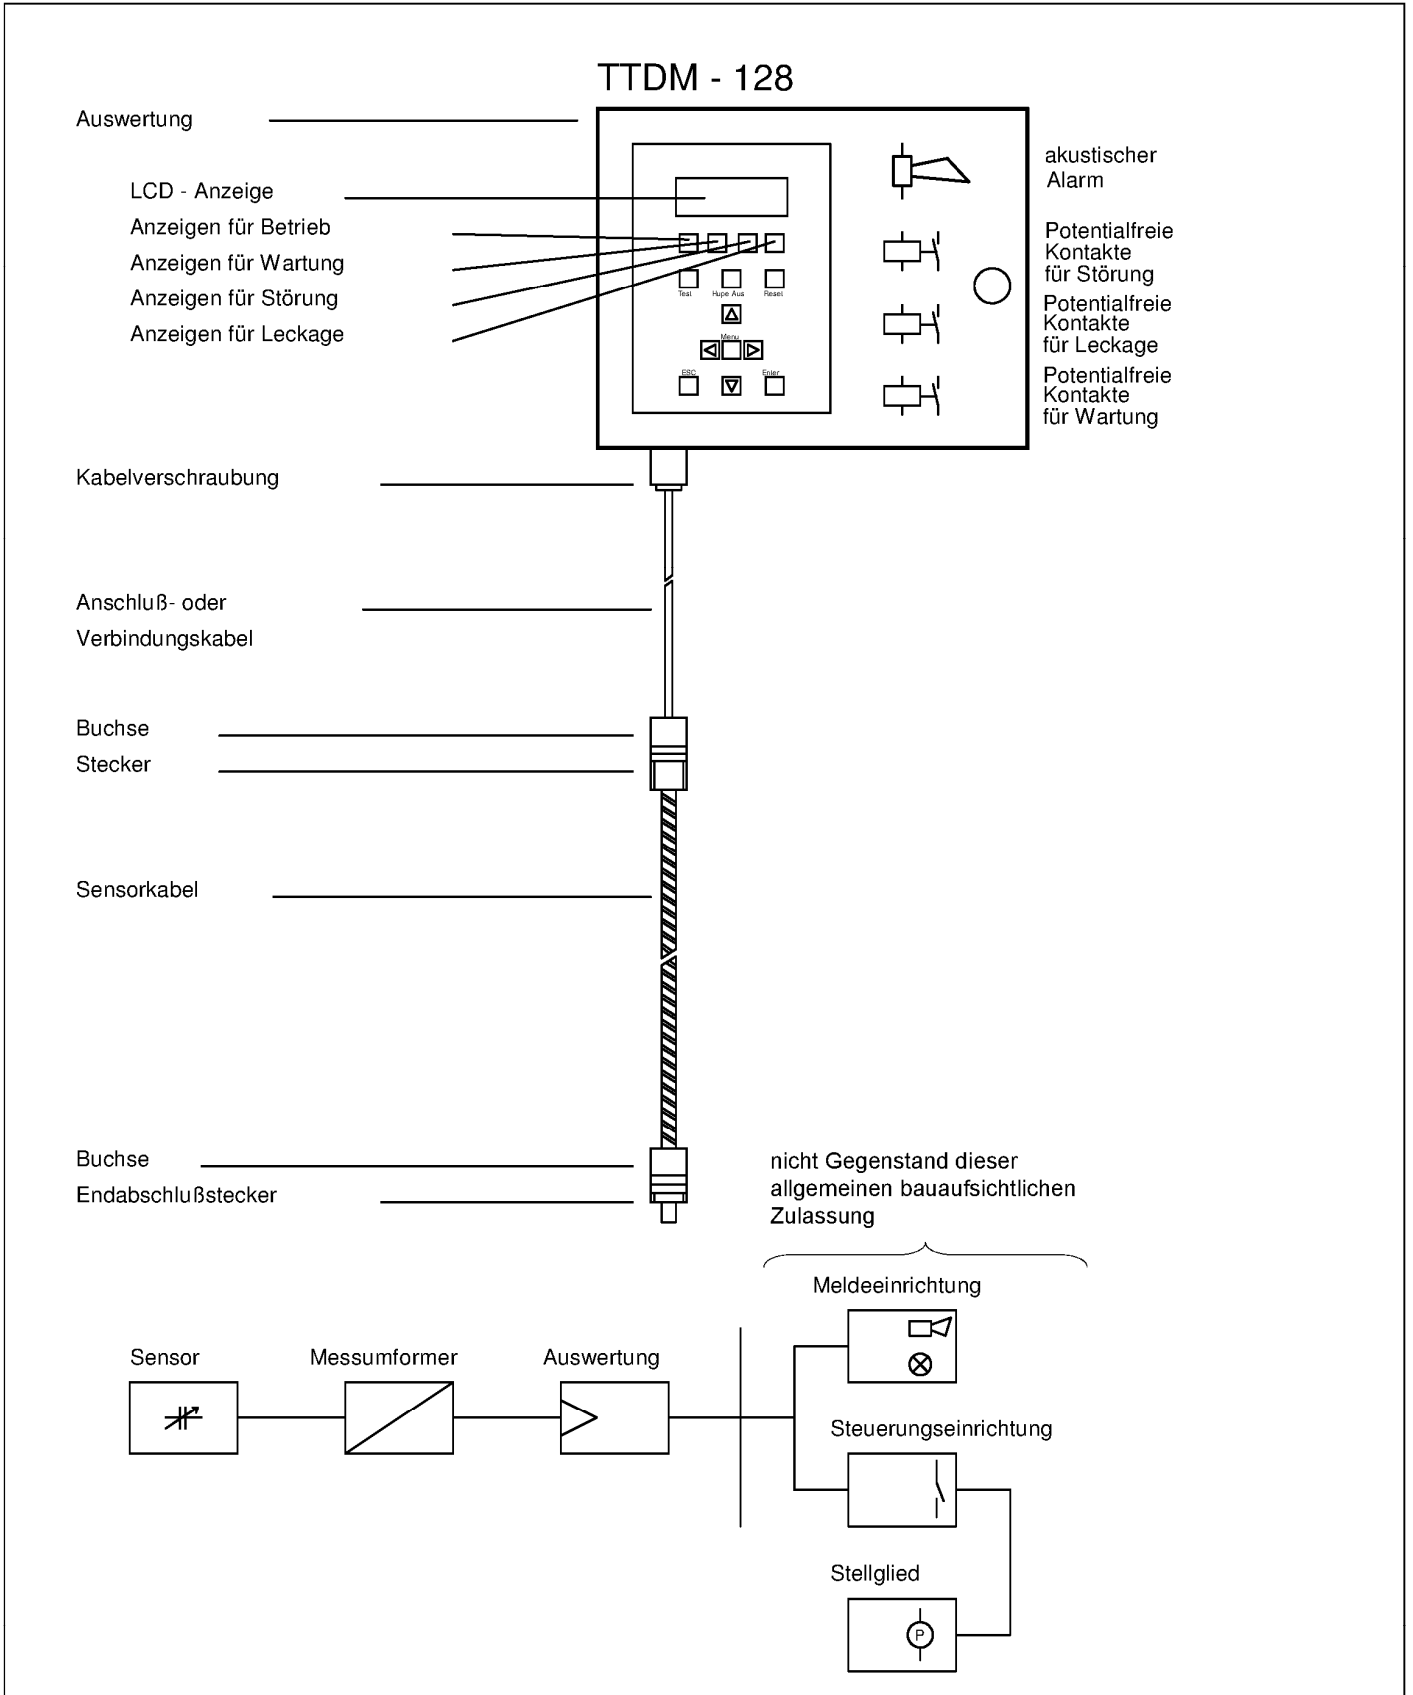 TTDM - 128
Auswertung
LCD - Anzeige
Anzeigen für Betrieb
Anzeigen für Wartung
Anzeigen für Störung
Anzeigen für Leckage
Test
Hupe Aus
Reset
Menu
ESC
Enter
akustischer
Alarm
Potentialfreie
Kontakte
für Störung
Potentialfreie
Kontakte
für Leckage
Potentialfreie
Kontakte
für Wartung
Kabelverschraubung
Anschluß- oder
Verbindungskabel
Buchse
Stecker
Sensorkabel
Buchse
Endabschlußstecker
nicht Gegenstand dieser
allgemeinen bauaufsichtlichen
Zulassung
Meldeeinrichtung
Sensor
Messumformer
Auswertung
Steuerungseinrichtung
Stellglied
P